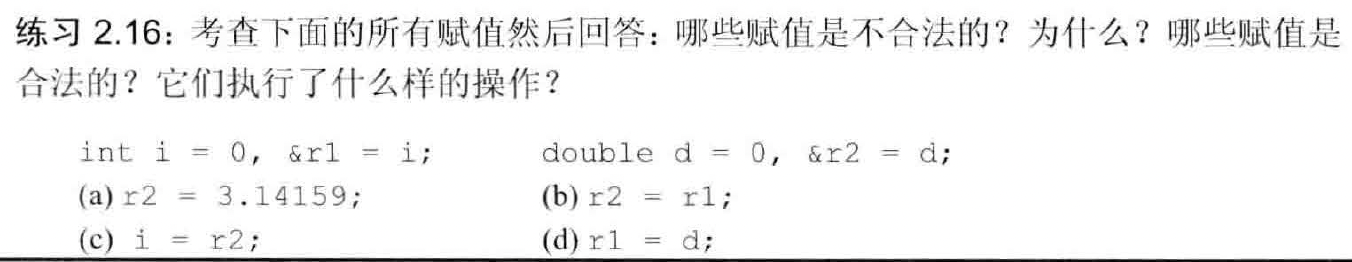 练习 2.16：考查下面的所有赋值然后回答：哪些赋值是不合法的？为什么？哪些赋值是
合法的？它们执行了什么样的操作？
int i = 0, &r1 = i; double d = 0, &r2 = d;
(a) r2 = 3.14159; (b) r2 = r1;
(c) i = r2; (d) r1 = d;